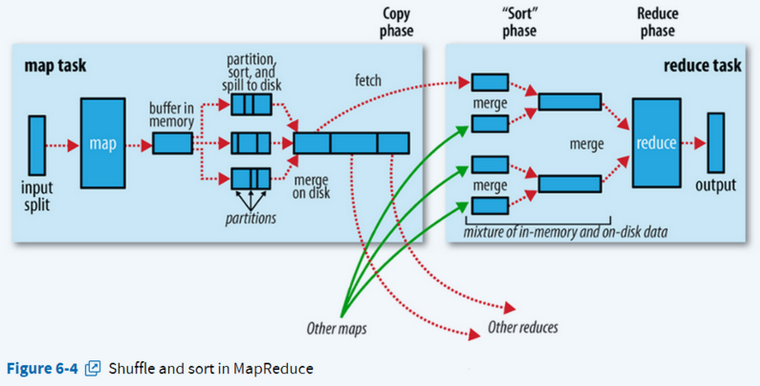 Copy
phase
“Sort”
phase
Reduce
phase
map task
partition,
sort, and
spill to disk
fetch
reduce task
buffer in
memory
map
merge
merge
reduce
input
split
merge
on disk
merge
output
partitions
mixture of in-memory and on-disk data
Other maps
Other reduces
Figure 6-4 Shuffle and sort in MapReduce